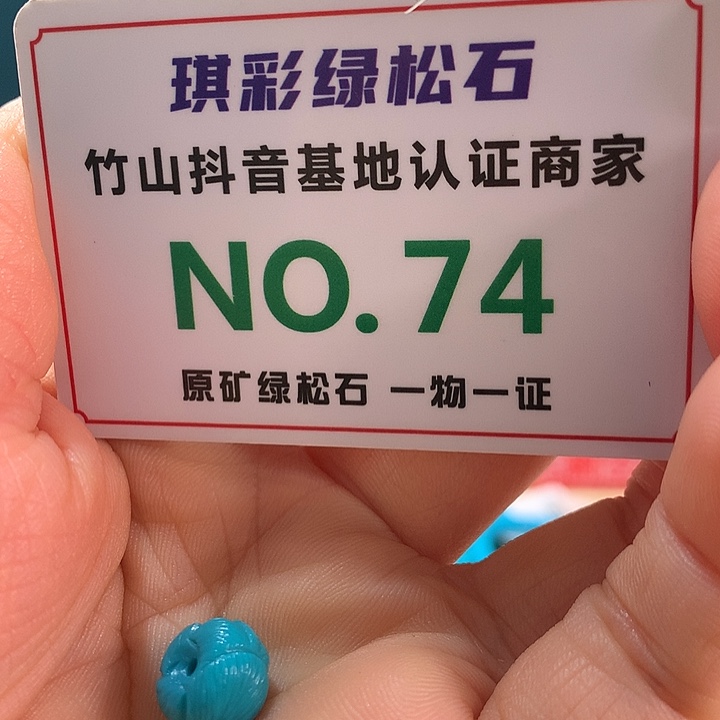 琪彩绿松石
竹山抖音基地认证商家
NO.74
原矿绿松石 一物一证